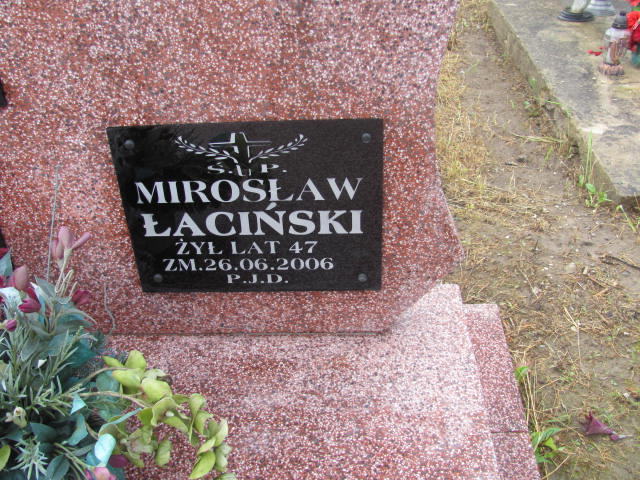 Ś.U P.
MIROSŁAW
ŁACIŃSKI
ŻYŁ LAT 47
ZM.26.06.2006
P.J.D.